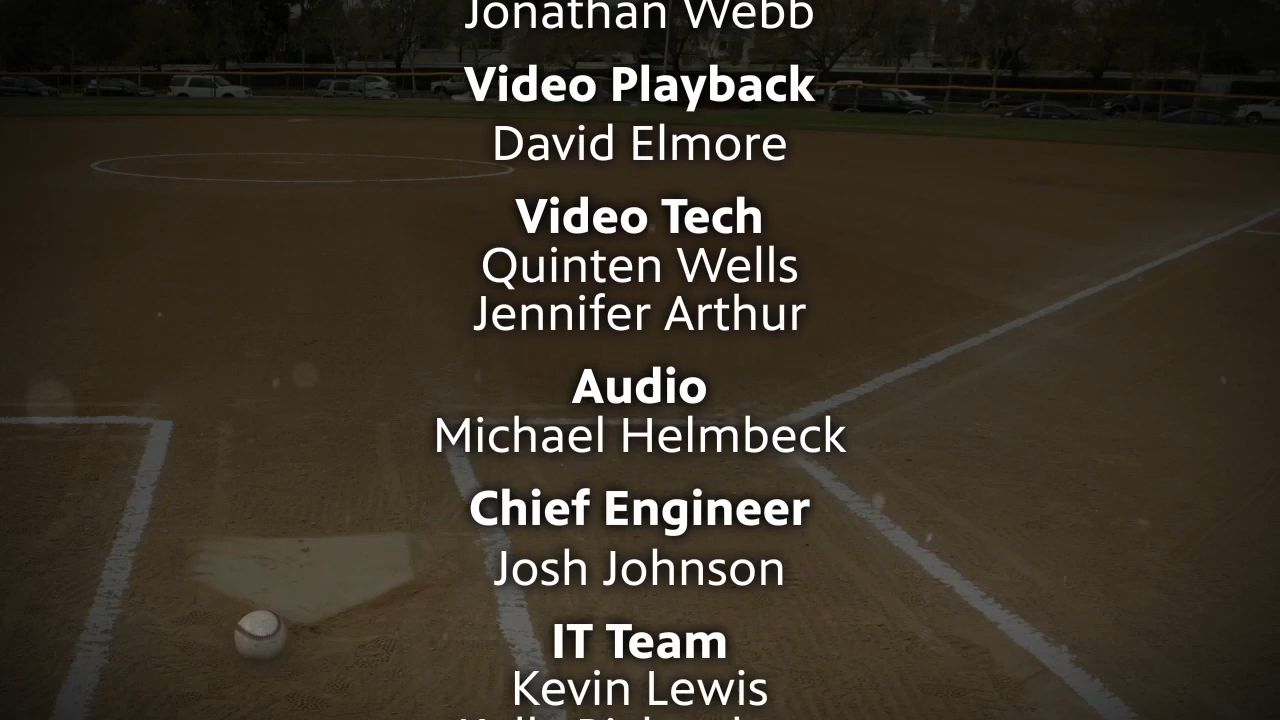 Jonathan Webb
Video Playback
David Elmore
Video Tech
Quinten Wells
Jennifer Arthur
Audio
Michael Helmbeck
Chief Engineer
Josh Johnson
IT Team
Kevin Lewis